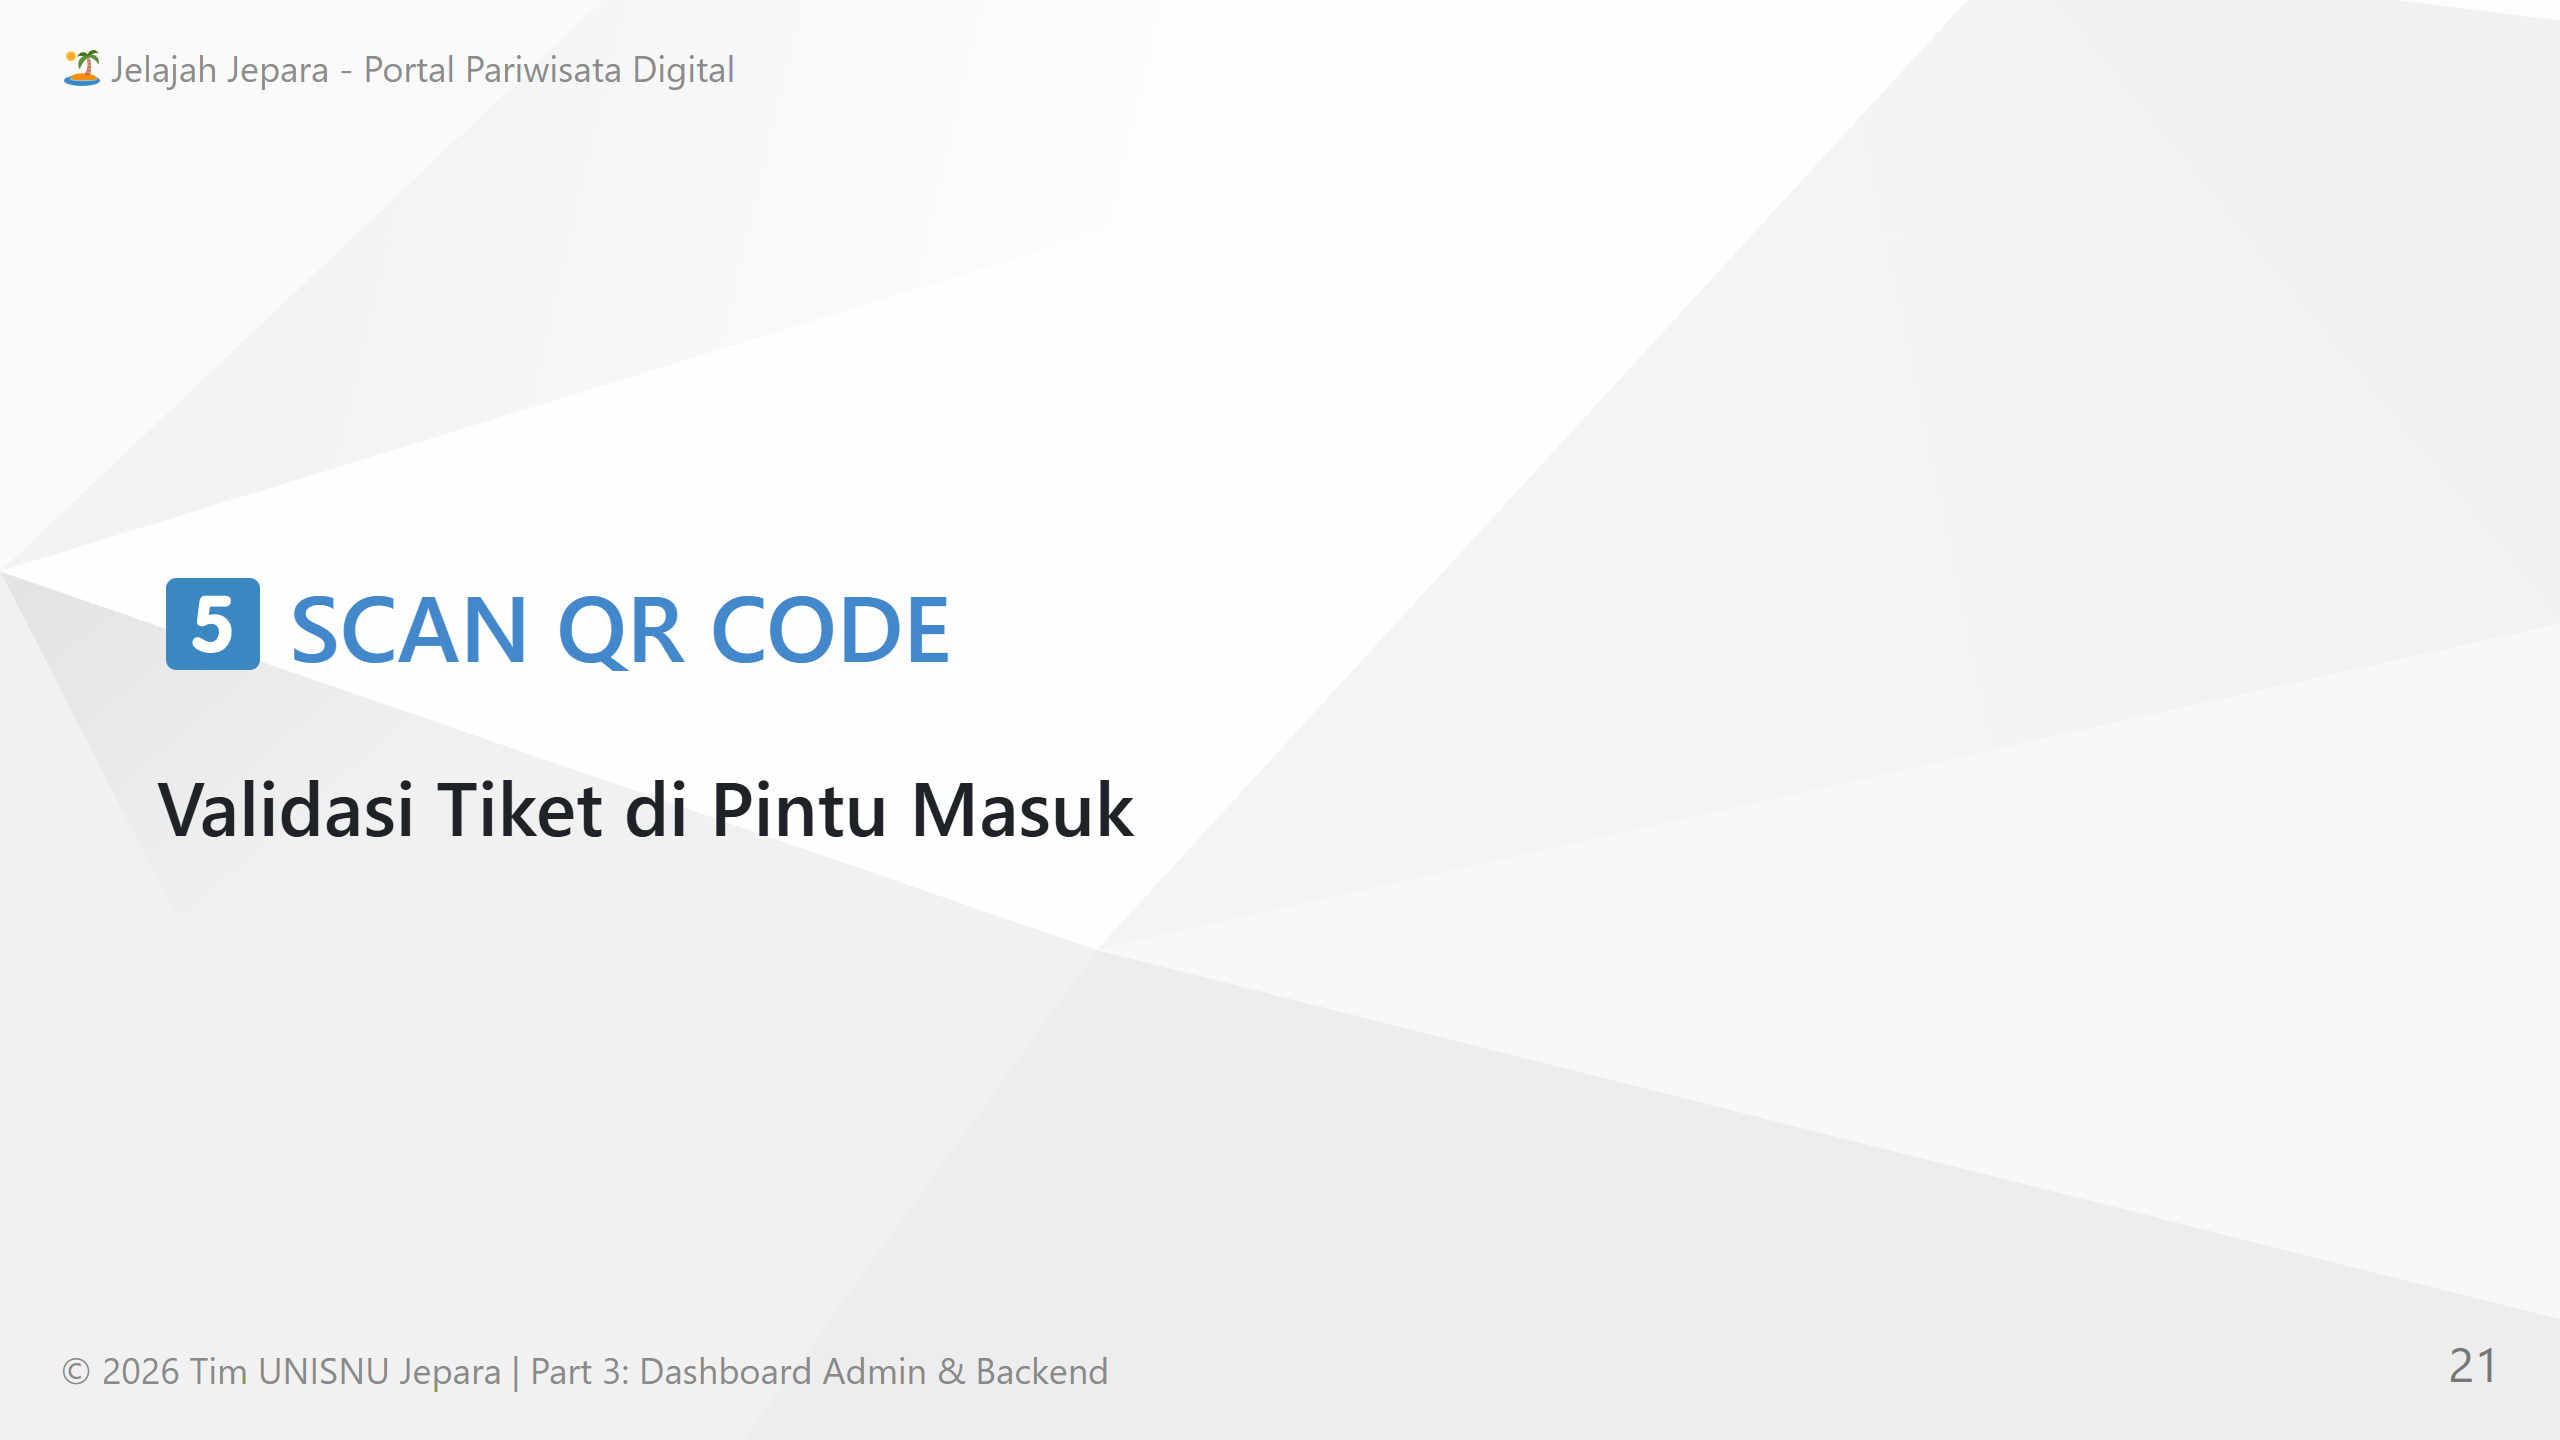 🏝️ Jelajah Jepara - Portal Pariwisata Digital
5️⃣ SCAN QR CODE
Validasi Tiket di Pintu Masuk
© 2026 Tim UNISNU Jepara | Part 3: Dashboard Admin & Backend
21